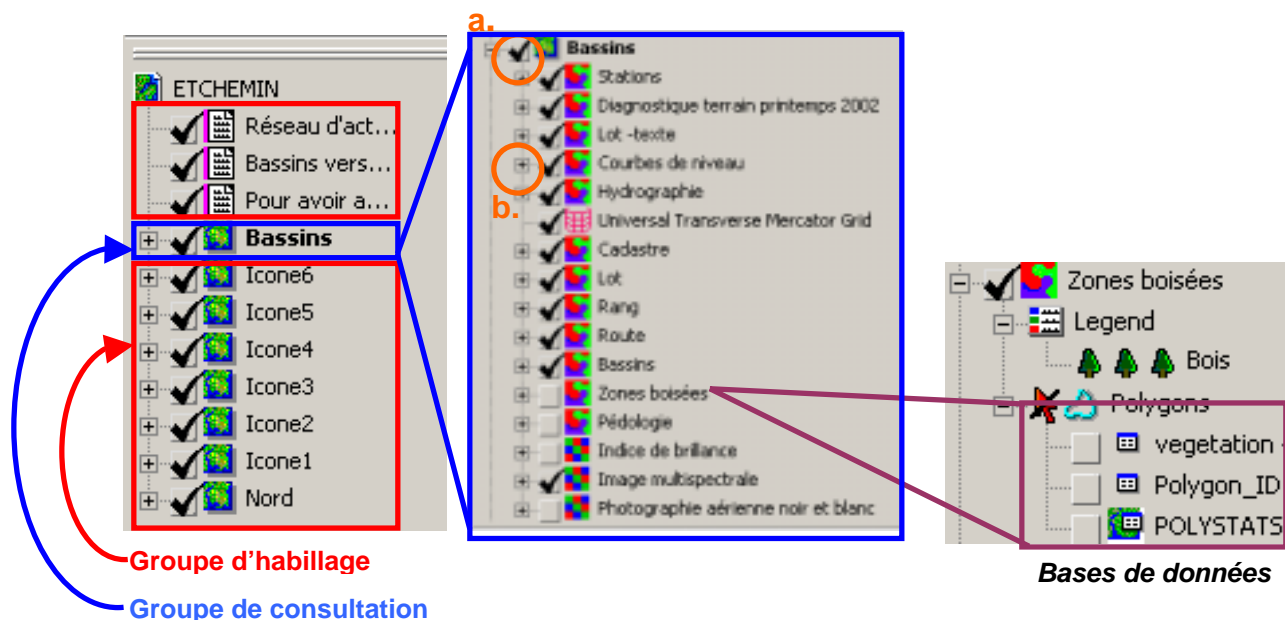 a.
ETCHEMIN
Réseau d'act...
Bassins vers...
Pour avoir a...
Bassins
Icone6
Icone5
Icone4
Icone3
Icone2
Icone1
Nord
Groupe d'habillage
Groupe de consultation
Bassins
Stations
Diagnostique terrain printemps 2002
Lot -texte
Courbes de niveau
b.
Hydrographie
Universal Transverse Mercator Grid
Cadastre
Lot
Rang
Route
Bassins
Zones boisées
Pédologie
Indice de brillance
Image multispectrale
Photographie aérienne noir et blanc
Zones boisées
Legend
Bois
Polygons
vegetation
Polygon_ID
POLYSTATS
Bases de données